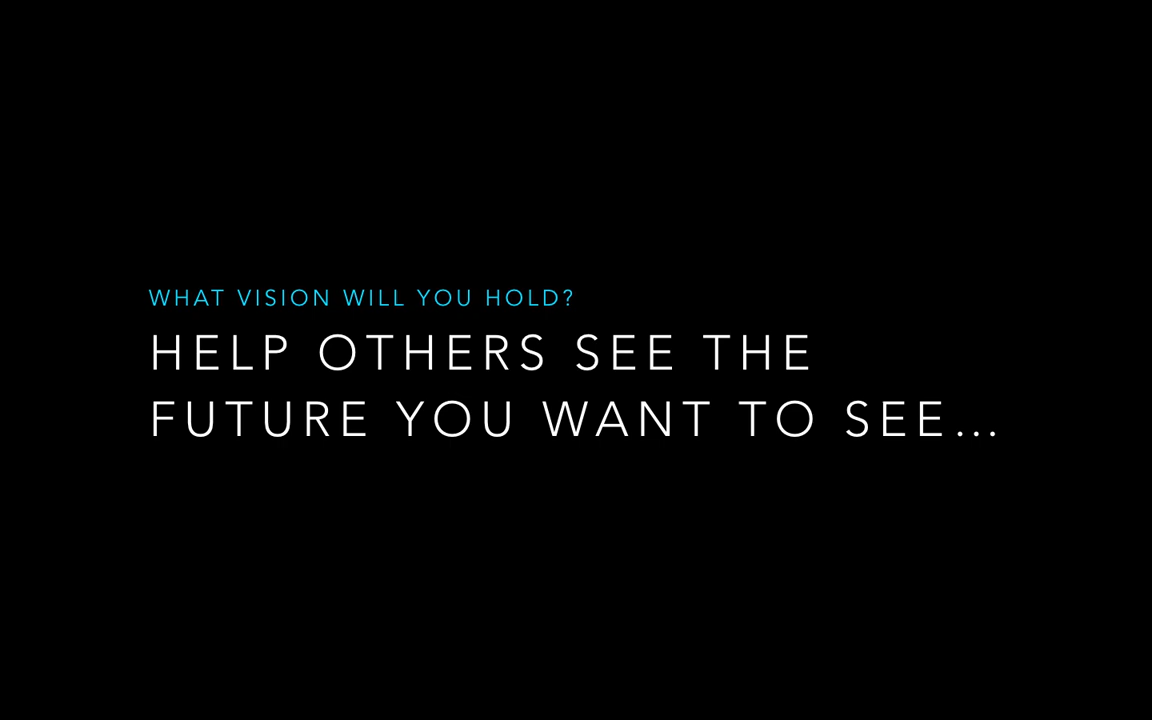 WHAT VISION WILL YOU HOLD?
HELP OTHERS SEE THE
FUTURE YOU WANT TO SEE...